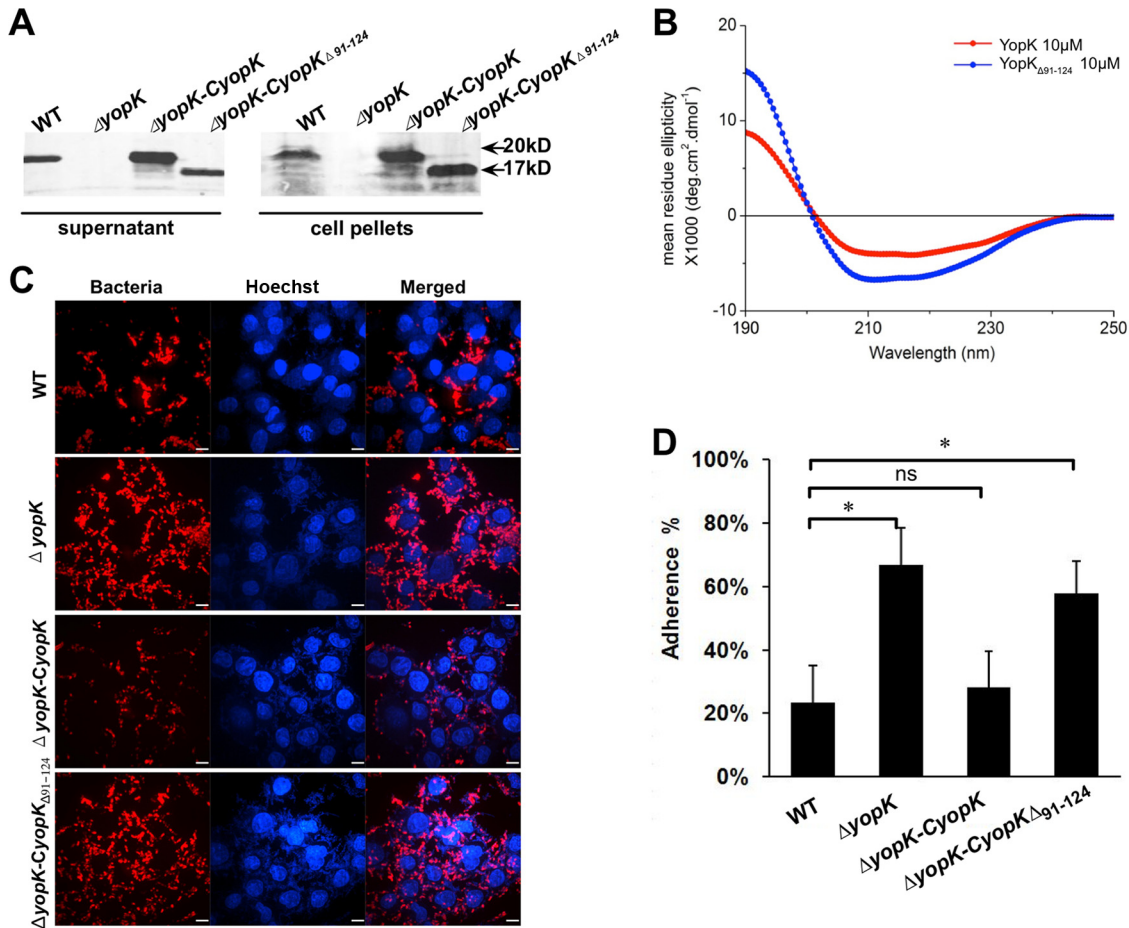 A
WT
ΔyopK
ΔyopK-CyopK
ΔyopK-CyopKΔ91-124
WT
ΔyopK
ΔyopK-CyopK
ΔyopK-CyopKΔ91-124
20kD
17kD
supernatant
cell pellets
B
mean residue ellipticity
X1000 (deg.cm2.dmol-1)
20
10
0
-10
190
210
230
250
Wavelength (nm)
YopK 10μM
YopKΔ91-124 10μM
C
Bacteria
Hoechst
Merged
WT
Δ yopK
Δ yopK-CyopK
ΔyopK-CyopKΔ91-124
D
Adherence %
100%
80%
60%
40%
20%
0%
*
ns
*
WT
ΔyopK
ΔyopK-CyopK
ΔyopK-CyopKΔ91-124